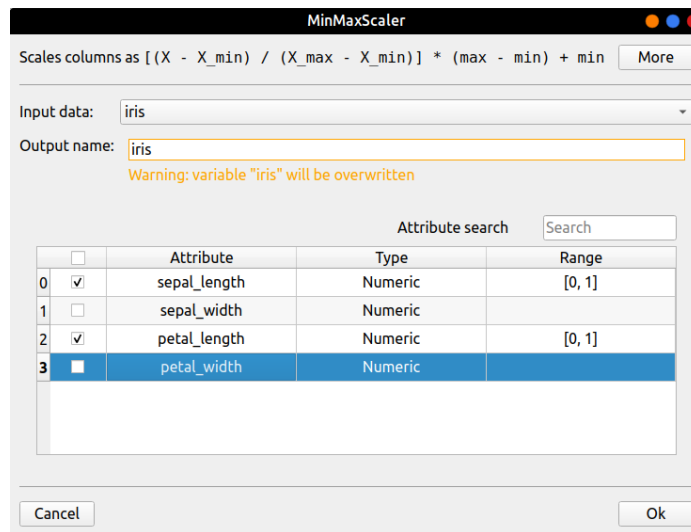 MinMaxScaler
Scales columns as [(X - X_min) / (X_max - X_min)] * (max - min) + min More
Input data: iris
Output name: iris
Warning: variable "iris" will be overwritten
Attribute search Search
Attribute Type Range
0 sepal_length Numeric [0, 1]
1 sepal_width Numeric
2 petal_length Numeric [0, 1]
3 petal_width Numeric
Cancel Ok